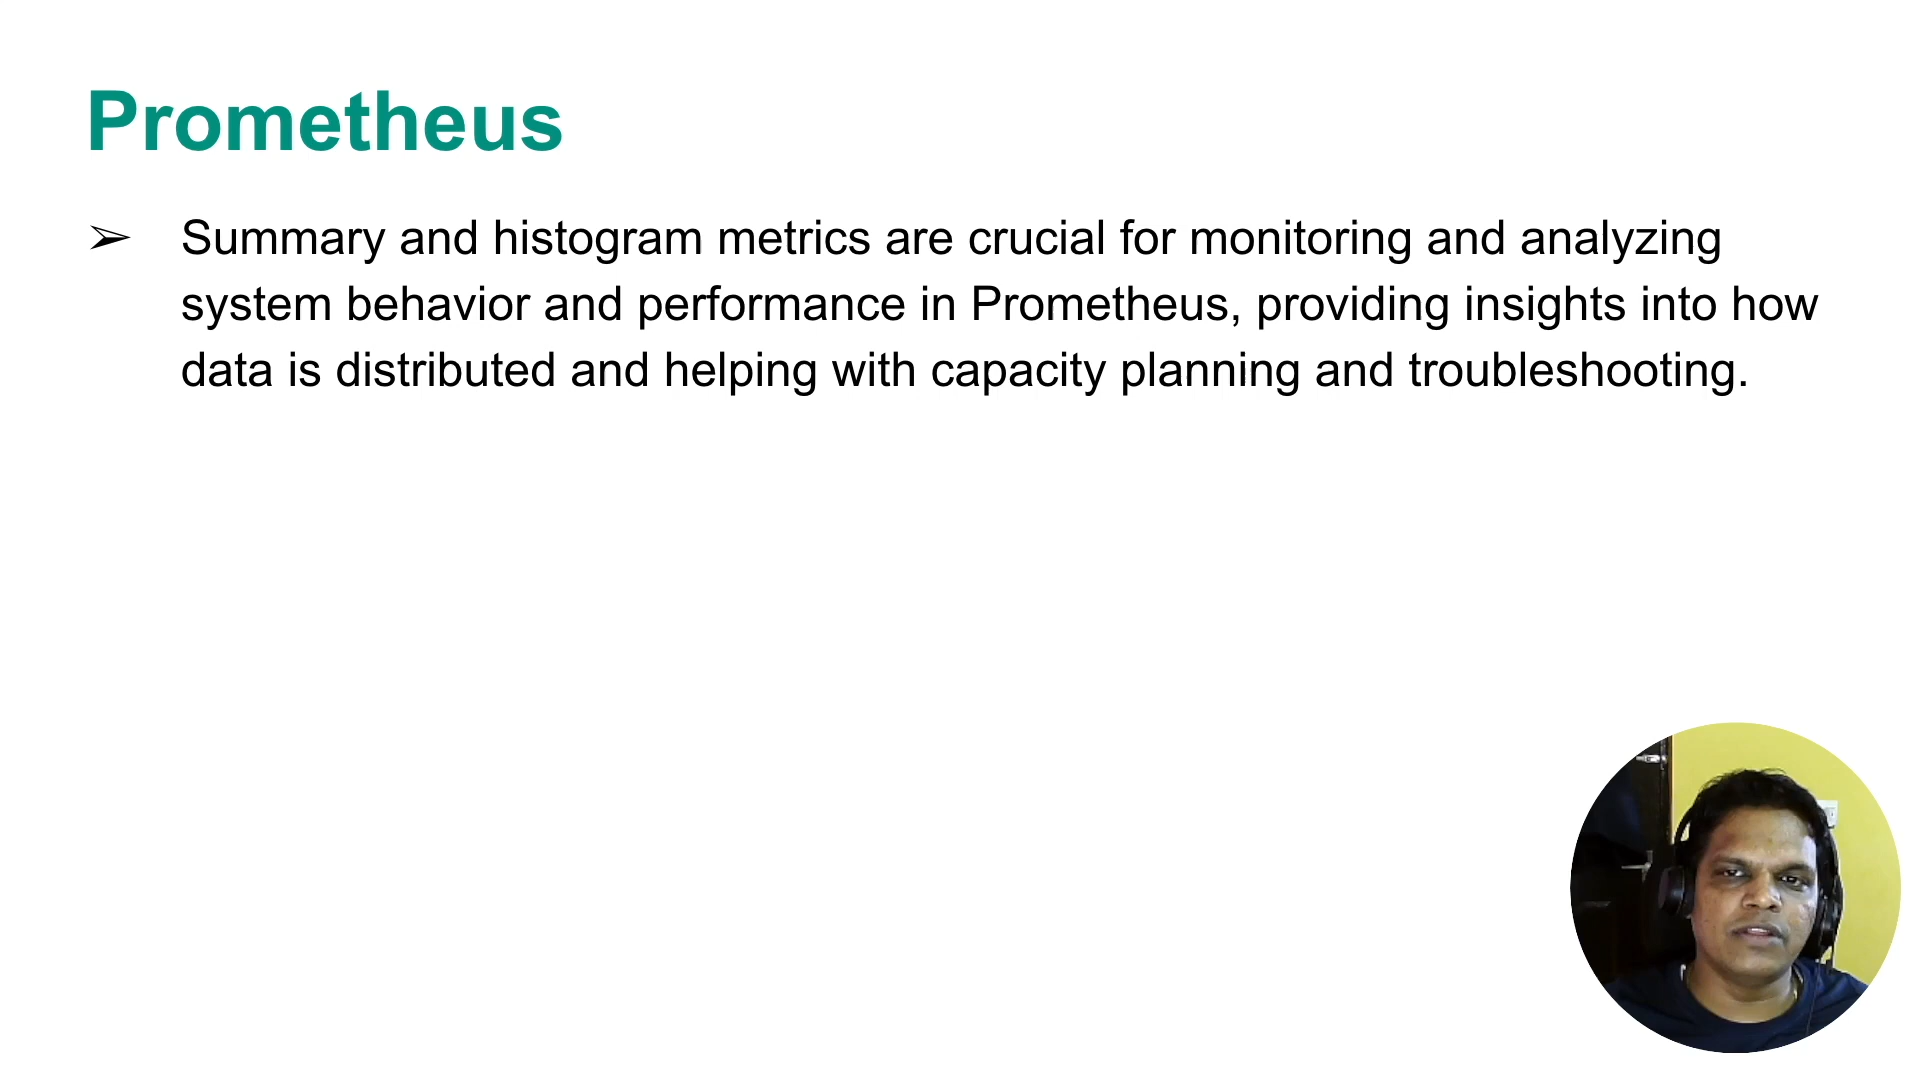 Prometheus
➢ Summary and histogram metrics are crucial for monitoring and analyzing
system behavior and performance in Prometheus, providing insights into how
data is distributed and helping with capacity planning and troubleshooting.